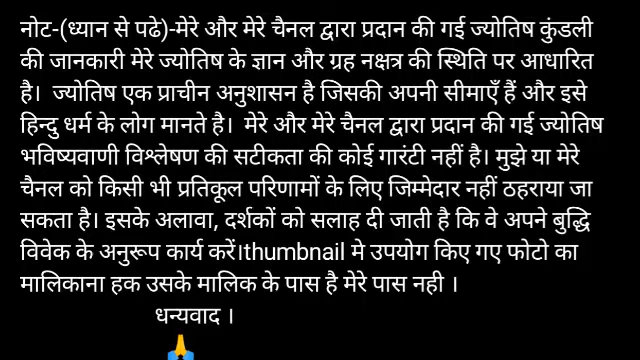 नोट-(ध्यान से पढे)-मेरे और मेरे चैनल द्वारा प्रदान की गई ज्योतिष कुंडली
की जानकारी मेरे ज्योतिष के ज्ञान और ग्रह नक्षत्र की स्थिति पर आधारित
है। ज्योतिष एक प्राचीन अनुशासन है जिसकी अपनी सीमाएँ हैं और इसे
हिन्दु धर्म के लोग मानते है। मेरे और मेरे चैनल द्वारा प्रदान की गई ज्योतिष
भविष्यवाणी विश्लेषण की सटीकता की कोई गारंटी नहीं है। मुझे या मेरे
चैनल को किसी भी प्रतिकूल परिणामों के लिए जिम्मेदार नहीं ठहराया जा
सकता है। इसके अलावा, दर्शकों को सलाह दी जाती है कि वे अपने बुद्धि
विवेक के अनुरूप कार्य करें।thumbnail मे उपयोग किए गए फोटो का
मालिकाना हक उसके मालिक के पास है मेरे पास नही ।
धन्यवाद ।
🙏